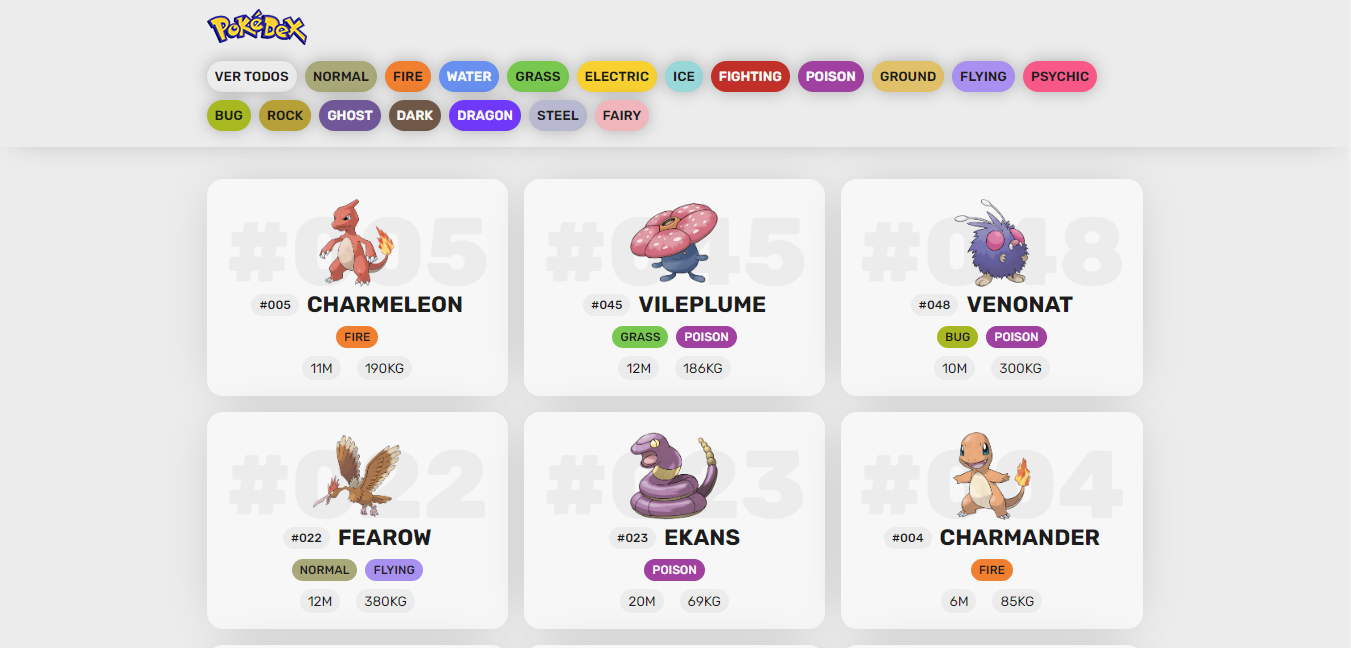 PokéDex
VER TODOS NORMAL FIRE WATER GRASS ELECTRIC ICE FIGHTING POISON GROUND FLYING PSYCHIC
BUG ROCK GHOST DARK DRAGON STEEL FAIRY
#005
#005 CHARMELEON
FIRE
11M 190KG
#045
#045 VILEPLUME
GRASS POISON
12M 186KG
#048
#048 VENONAT
BUG POISON
10M 300KG
#022
#022 FEAROW
NORMAL FLYING
12M 380KG
#023
#023 EKANS
POISON
20M 69KG
#004
#004 CHARMANDER
FIRE
6M 85KG